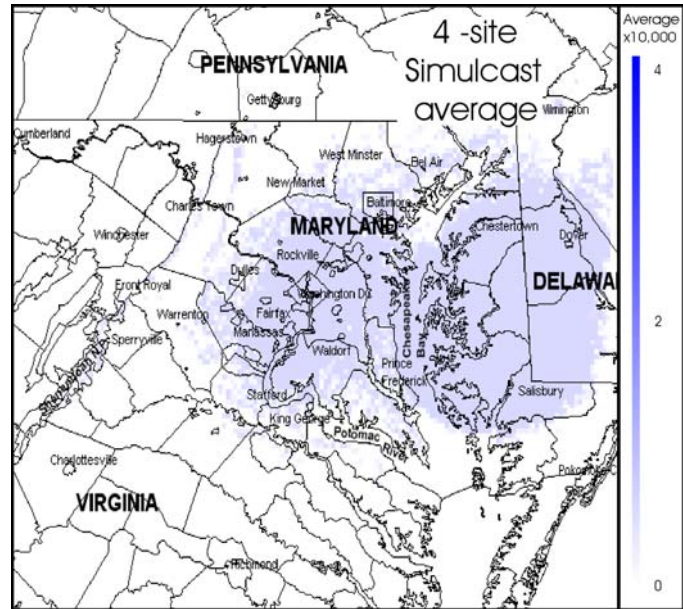 4 -site
Simulcast
average
Average
x10,000
4
2
0
PENNSYLVANIA
Gettysburg
Wilmington
Cumberland
Hagerstown
West Minster
Bel Air
New Market
Baltimore
Charles Town
MARYLAND
Chestertown
Winchester
Rockville
Dover
Dulles
DELAWAR
Front Royal
Washington DC
Chesapeake
Bay
Warrenton
Fairfax
Manassas
Sperryville
Waldorf
Prince
Frederick
Stafford
Salisbury
King George
Potomac River
Charlottesville
VIRGINIA
Richmond